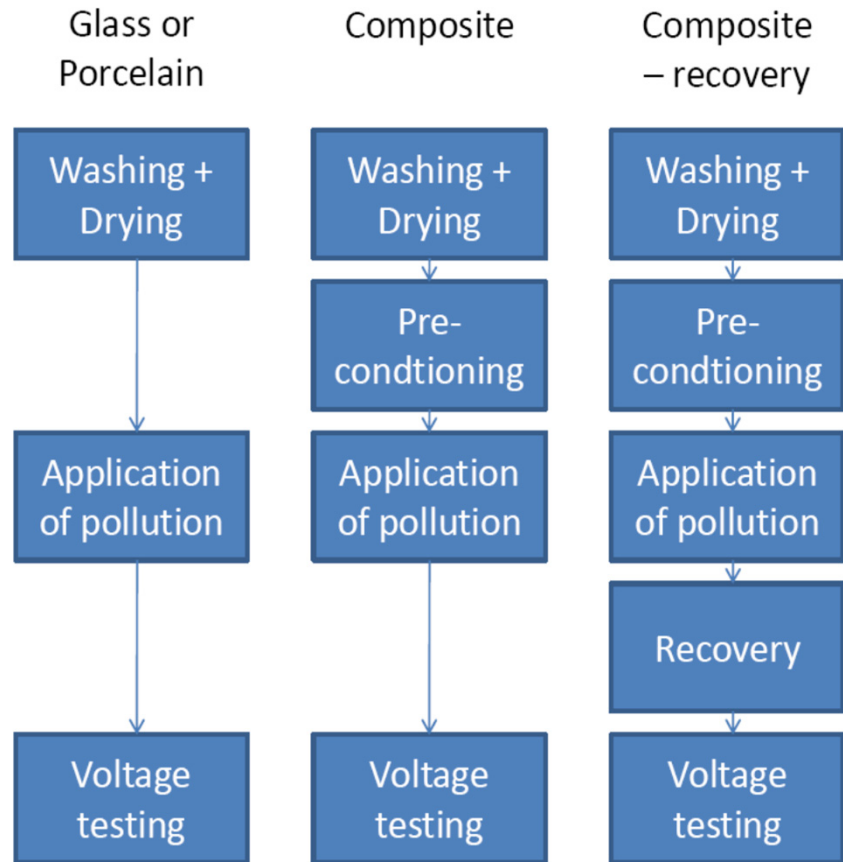 Glass or
Porcelain
Composite
Composite
– recovery
Washing +
Drying
Washing +
Drying
Washing +
Drying
Pre-
condtioning
Pre-
condtioning
Application
of pollution
Application
of pollution
Application
of pollution
Recovery
Voltage
testing
Voltage
testing
Voltage
testing